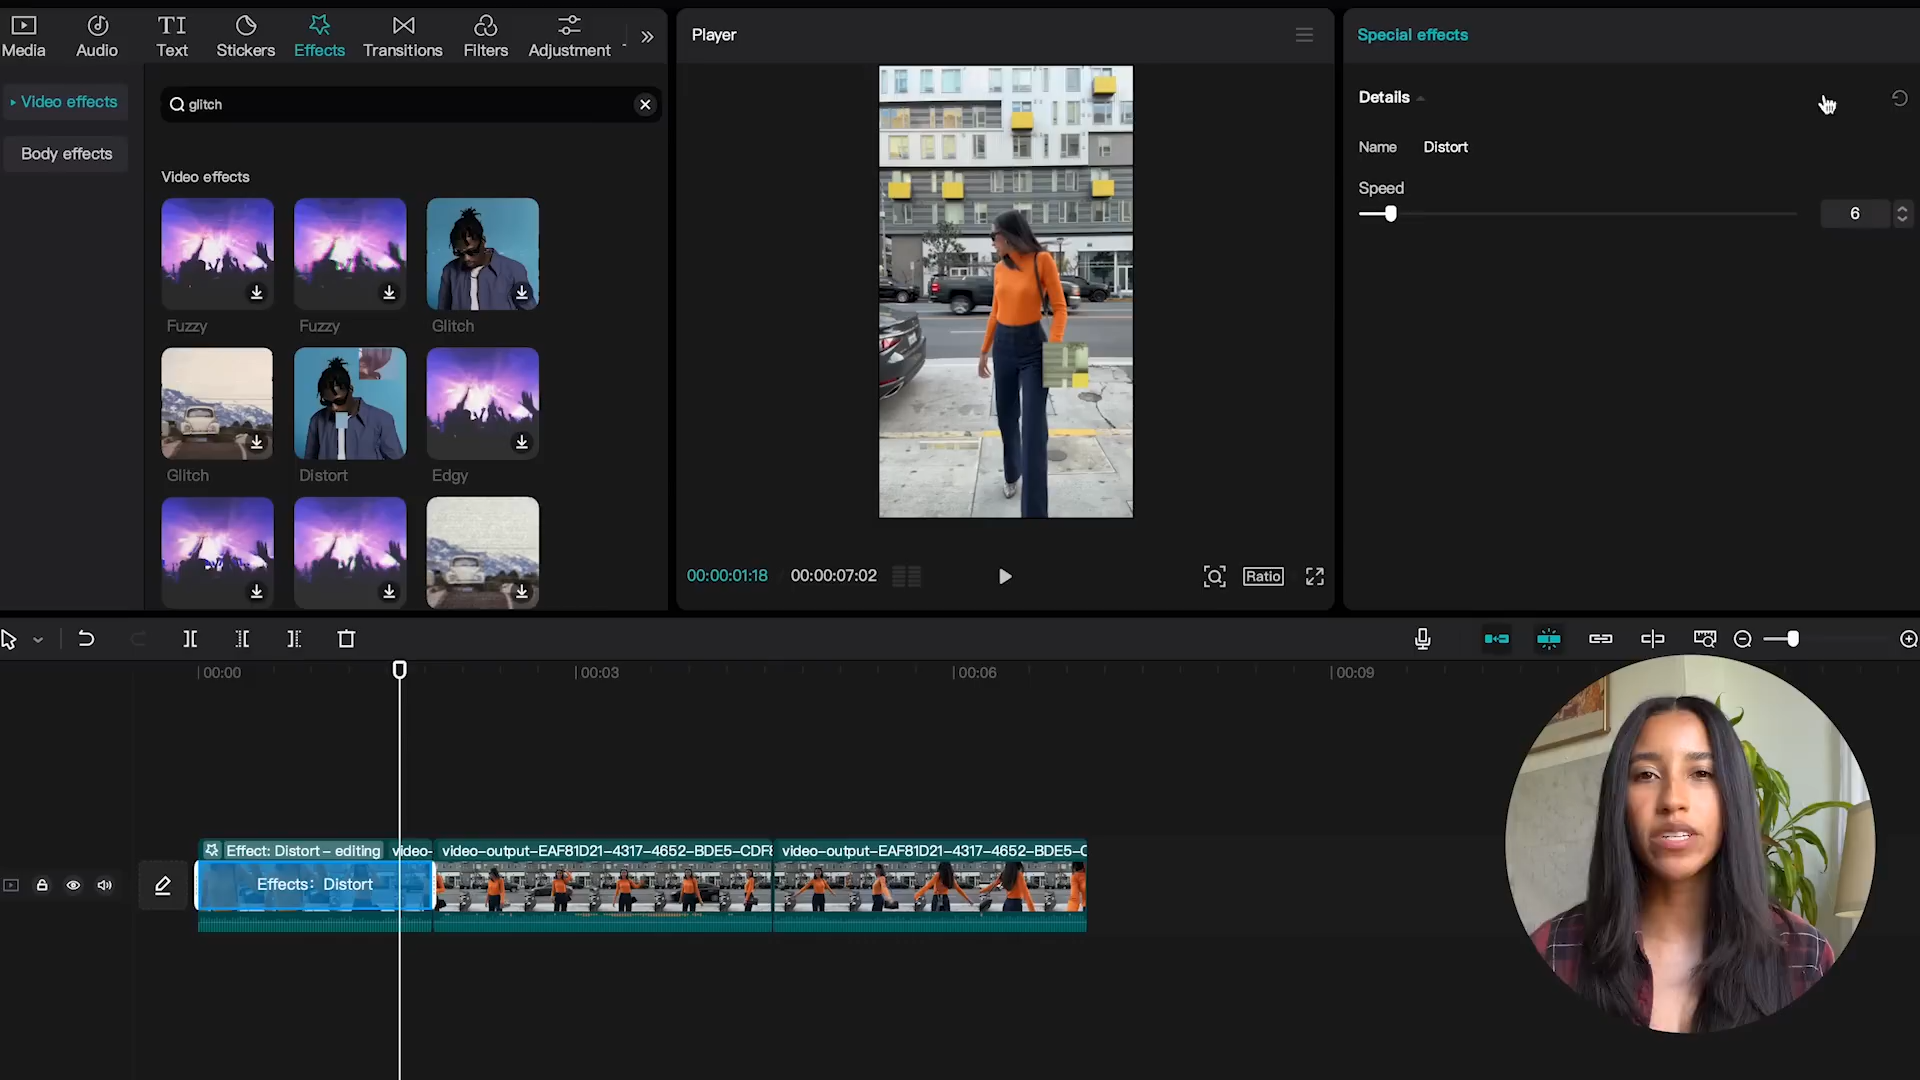 Media Audio Text Stickers Effects Transitions Filters Adjustment
Video effects
Body effects
glitch
Video effects
Fuzzy Fuzzy Glitch
Glitch Distort Edgy
Player
00:00:01:18 00:00:07:02
Ratio
Special effects
Details
Name Distort
Speed
6
00:00 00:03 00:06 00:09
Effect: Distort – editing video- video-output-EAF81D21-4317-4652-BDE5-CDF8 video-output-EAF81D21-4317-4652-BDE5-C
Effects: Distort